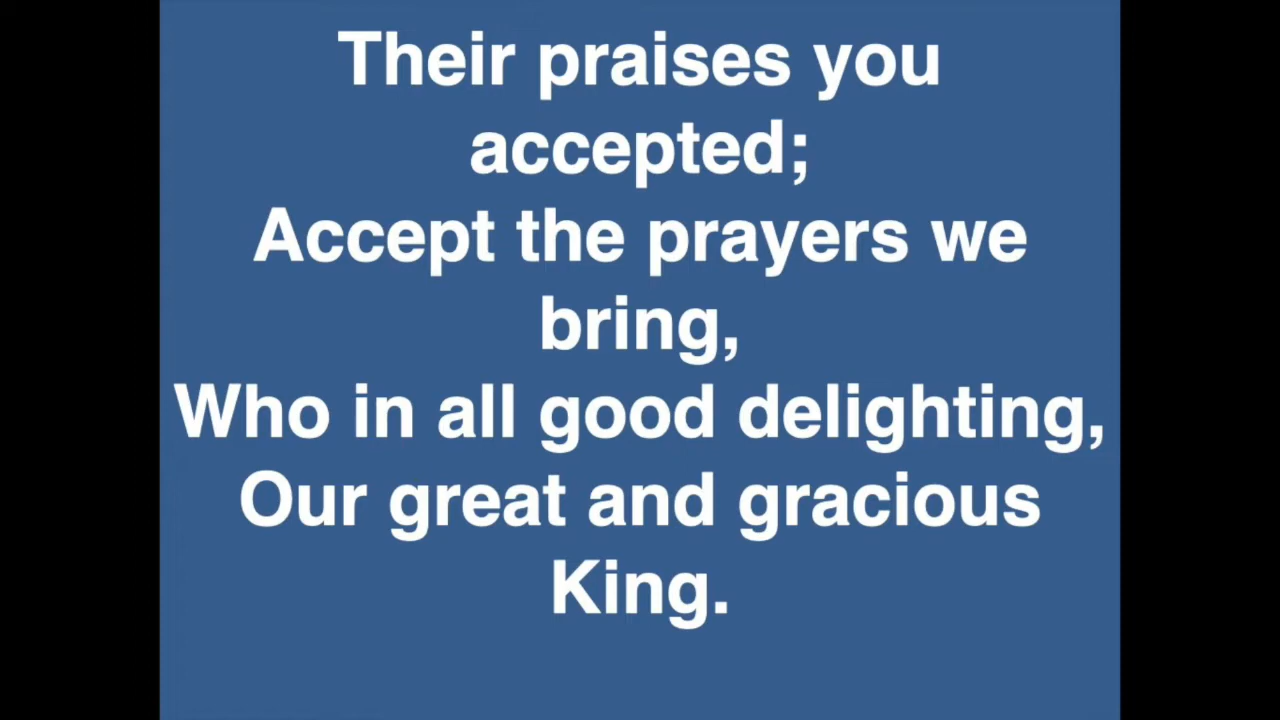 Their praises you
accepted;
Accept the prayers we
bring,
Who in all good delighting,
Our great and gracious
King.